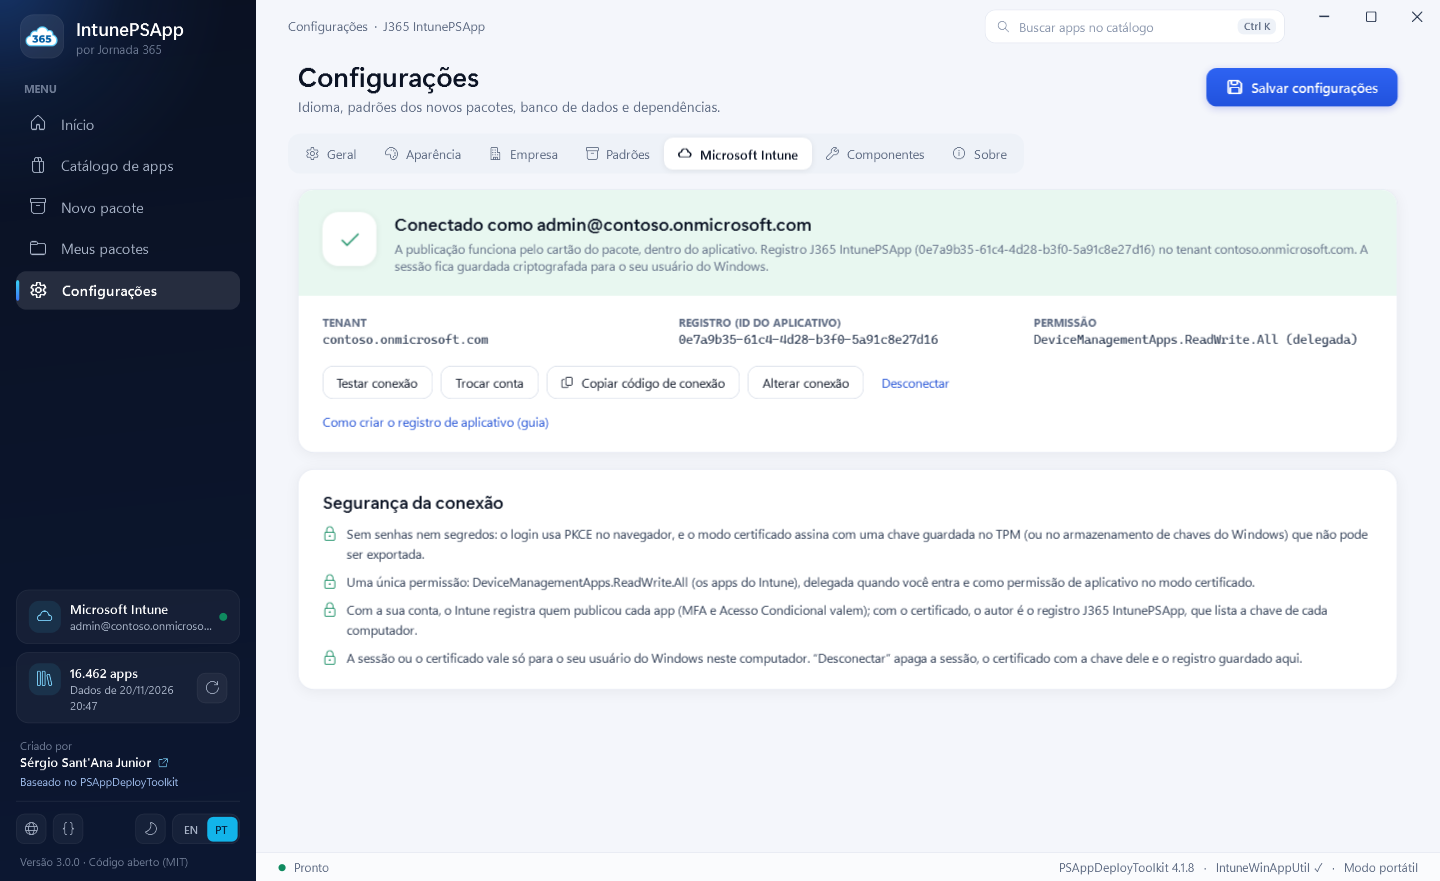 365
IntunePSApp
por Jornada 365
MENU
Início
Catálogo de apps
Novo pacote
Meus pacotes
Configurações
Microsoft Intune
admin@contoso.onmicroso...
16.462 apps
Dados de 20/11/2026
20:47
Criado por
Sérgio Sant'Ana Junior
Baseado no PSAppDeployToolkit
{} EN PT
Versão 3.0.0 · Código aberto (MIT)
Configurações · J365 IntunePSApp
Buscar apps no catálogo Ctrl K
Configurações
Idioma, padrões dos novos pacotes, banco de dados e dependências.
Salvar configurações
Geral Aparência Empresa Padrões Microsoft Intune Componentes Sobre
Conectado como admin@contoso.onmicrosoft.com
A publicação funciona pelo cartão do pacote, dentro do aplicativo. Registro J365 IntunePSApp (0e7a9b35-61c4-4d28-b3f0-5a91c8e27d16) no tenant contoso.onmicrosoft.com. A
sessão fica guardada criptografada para o seu usuário do Windows.
TENANT REGISTRO (ID DO APLICATIVO) PERMISSÃO
contoso.onmicrosoft.com 0e7a9b35-61c4-4d28-b3f0-5a91c8e27d16 DeviceManagementApps.ReadWrite.All (delegada)
Testar conexão Trocar conta Copiar código de conexão Alterar conexão Desconectar
Como criar o registro de aplicativo (guia)
Segurança da conexão
Sem senhas nem segredos: o login usa PKCE no navegador, e o modo certificado assina com uma chave guardada no TPM (ou no armazenamento de chaves do Windows) que não pode
ser exportada.
Uma única permissão: DeviceManagementApps.ReadWrite.All (os apps do Intune), delegada quando você entra e como permissão de aplicativo no modo certificado.
Com a sua conta, o Intune registra quem publicou cada app (MFA e Acesso Condicional valem); com o certificado, o autor é o registro J365 IntunePSApp, que lista a chave de cada
computador.
A sessão ou o certificado vale só para o seu usuário do Windows neste computador. "Desconectar" apaga a sessão, o certificado com a chave dele e o registro guardado aqui.
Pronto
PSAppDeployToolkit 4.1.8 · IntuneWinAppUtil ✓ · Modo portátil